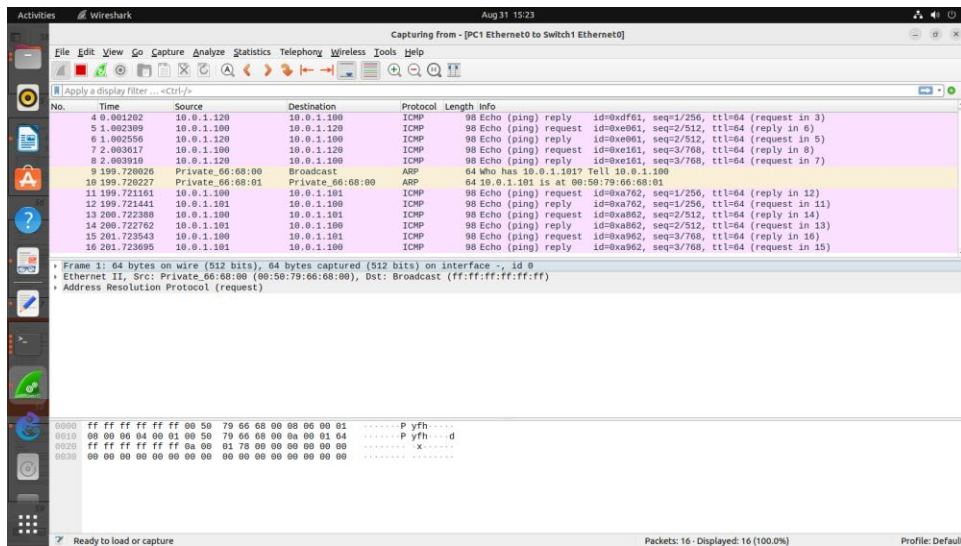 Activities Wireshark Aug 31 15:23
Capturing from - [PC1 Ethernet0 to Switch1 Ethernet0]
File Edit View Go Capture Analyze Statistics Telephony Wireless Tools Help
Apply a display filter ... <Ctrl-/>
No. Time Source Destination Protocol Length Info
4 0.001202 10.0.1.120 10.0.1.100 ICMP 98 Echo (ping) reply id=0xdf61, seq=1/256, ttl=64 (request in 3)
5 1.002309 10.0.1.100 10.0.1.120 ICMP 98 Echo (ping) request id=0xe061, seq=2/512, ttl=64 (reply in 6)
6 1.002556 10.0.1.120 10.0.1.100 ICMP 98 Echo (ping) reply id=0xe061, seq=2/512, ttl=64 (request in 5)
7 2.003617 10.0.1.100 10.0.1.120 ICMP 98 Echo (ping) request id=0xe161, seq=3/768, ttl=64 (reply in 8)
8 2.003910 10.0.1.120 10.0.1.100 ICMP 98 Echo (ping) reply id=0xe161, seq=3/768, ttl=64 (request in 7)
9 199.720026 Private_66:68:00 Broadcast ARP 64 Who has 10.0.1.101? Tell 10.0.1.100
10 199.720227 Private_66:68:01 Private_66:68:00 ARP 64 10.0.1.101 is at 00:50:79:66:68:01
11 199.721161 10.0.1.100 10.0.1.101 ICMP 98 Echo (ping) request id=0xa762, seq=1/256, ttl=64 (reply in 12)
12 199.721441 10.0.1.101 10.0.1.100 ICMP 98 Echo (ping) reply id=0xa762, seq=1/256, ttl=64 (request in 11)
13 200.722388 10.0.1.100 10.0.1.101 ICMP 98 Echo (ping) request id=0xa862, seq=2/512, ttl=64 (reply in 14)
14 200.722762 10.0.1.101 10.0.1.100 ICMP 98 Echo (ping) reply id=0xa862, seq=2/512, ttl=64 (request in 13)
15 201.723543 10.0.1.100 10.0.1.101 ICMP 98 Echo (ping) request id=0xa962, seq=3/768, ttl=64 (reply in 16)
16 201.723695 10.0.1.101 10.0.1.100 ICMP 98 Echo (ping) reply id=0xa962, seq=3/768, ttl=64 (request in 15)
Frame 1: 64 bytes on wire (512 bits), 64 bytes captured (512 bits) on interface -, id 0
Ethernet II, Src: Private_66:68:00 (00:50:79:66:68:00), Dst: Broadcast (ff:ff:ff:ff:ff:ff)
Address Resolution Protocol (request)
0000 ff ff ff ff ff ff 00 50 79 66 68 00 08 06 00 01 ·······P yfh·····
0010 08 00 06 04 00 01 00 50 79 66 68 00 0a 00 01 64 ·······P yfh····d
0020 ff ff ff ff ff ff 0a 00 01 78 00 00 00 00 00 00 ········ ·x······
0030 00 00 00 00 00 00 00 00 00 00 00 00 00 00 00 00 ········ ········
Ready to load or capture Packets: 16 · Displayed: 16 (100.0%) Profile: Default